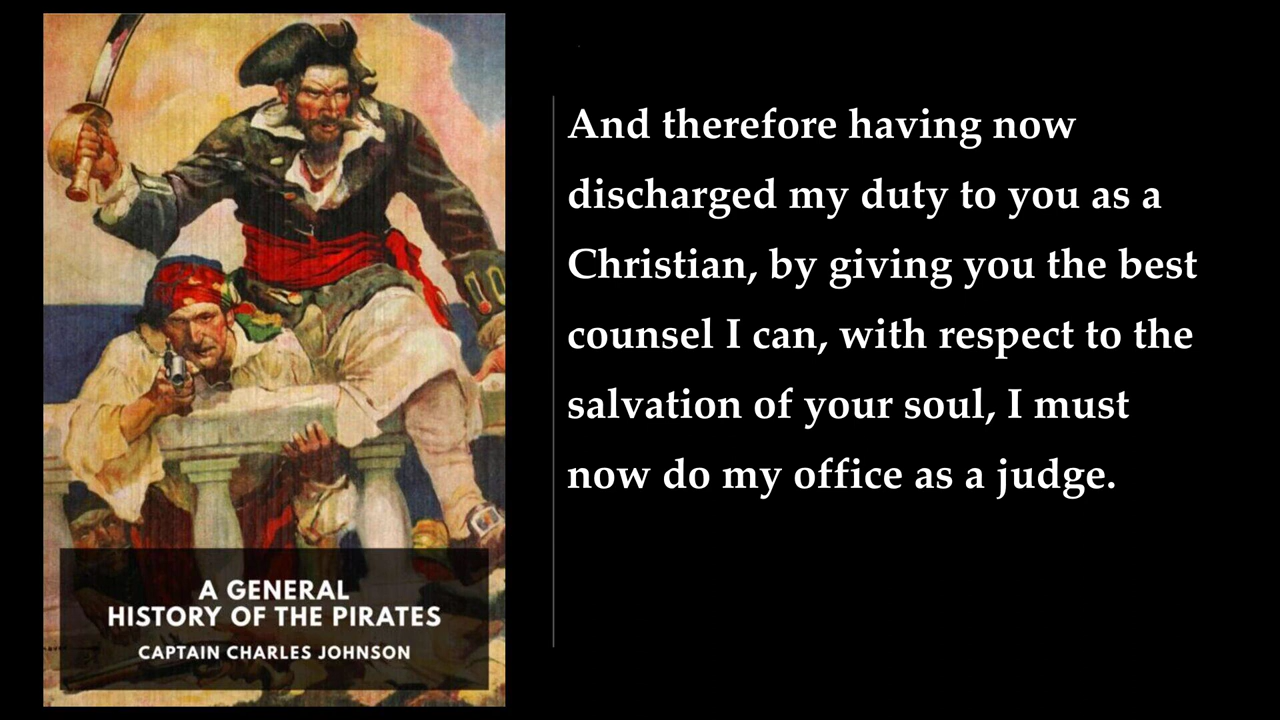 And therefore having now
discharged my duty to you as a
Christian, by giving you the best
counsel I can, with respect to the
salvation of your soul, I must
now do my office as a judge.
A GENERAL
HISTORY OF THE PIRATES
CAPTAIN CHARLES JOHNSON